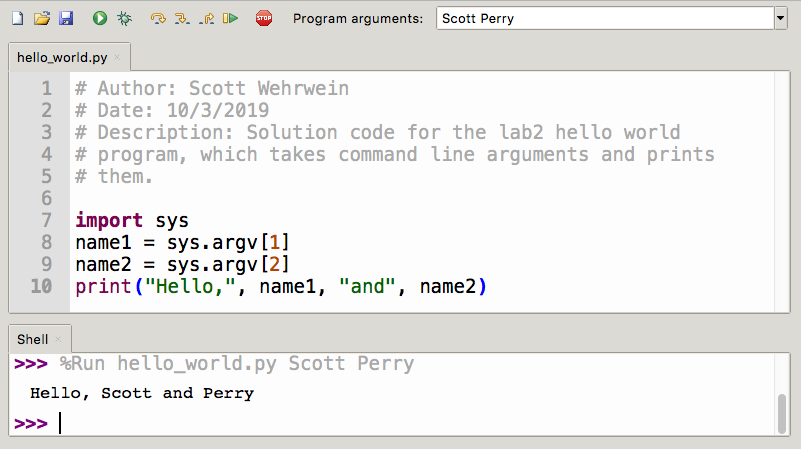 STOP Program arguments: Scott Perry
hello_world.py
1 # Author: Scott Wehrwein
2 # Date: 10/3/2019
3 # Description: Solution code for the lab2 hello world
4 # program, which takes command line arguments and prints
5 # them.
6
7 import sys
8 name1 = sys.argv[1]
9 name2 = sys.argv[2]
10 print("Hello,", name1, "and", name2)
Shell
>>> %Run hello_world.py Scott Perry
Hello, Scott and Perry
>>>